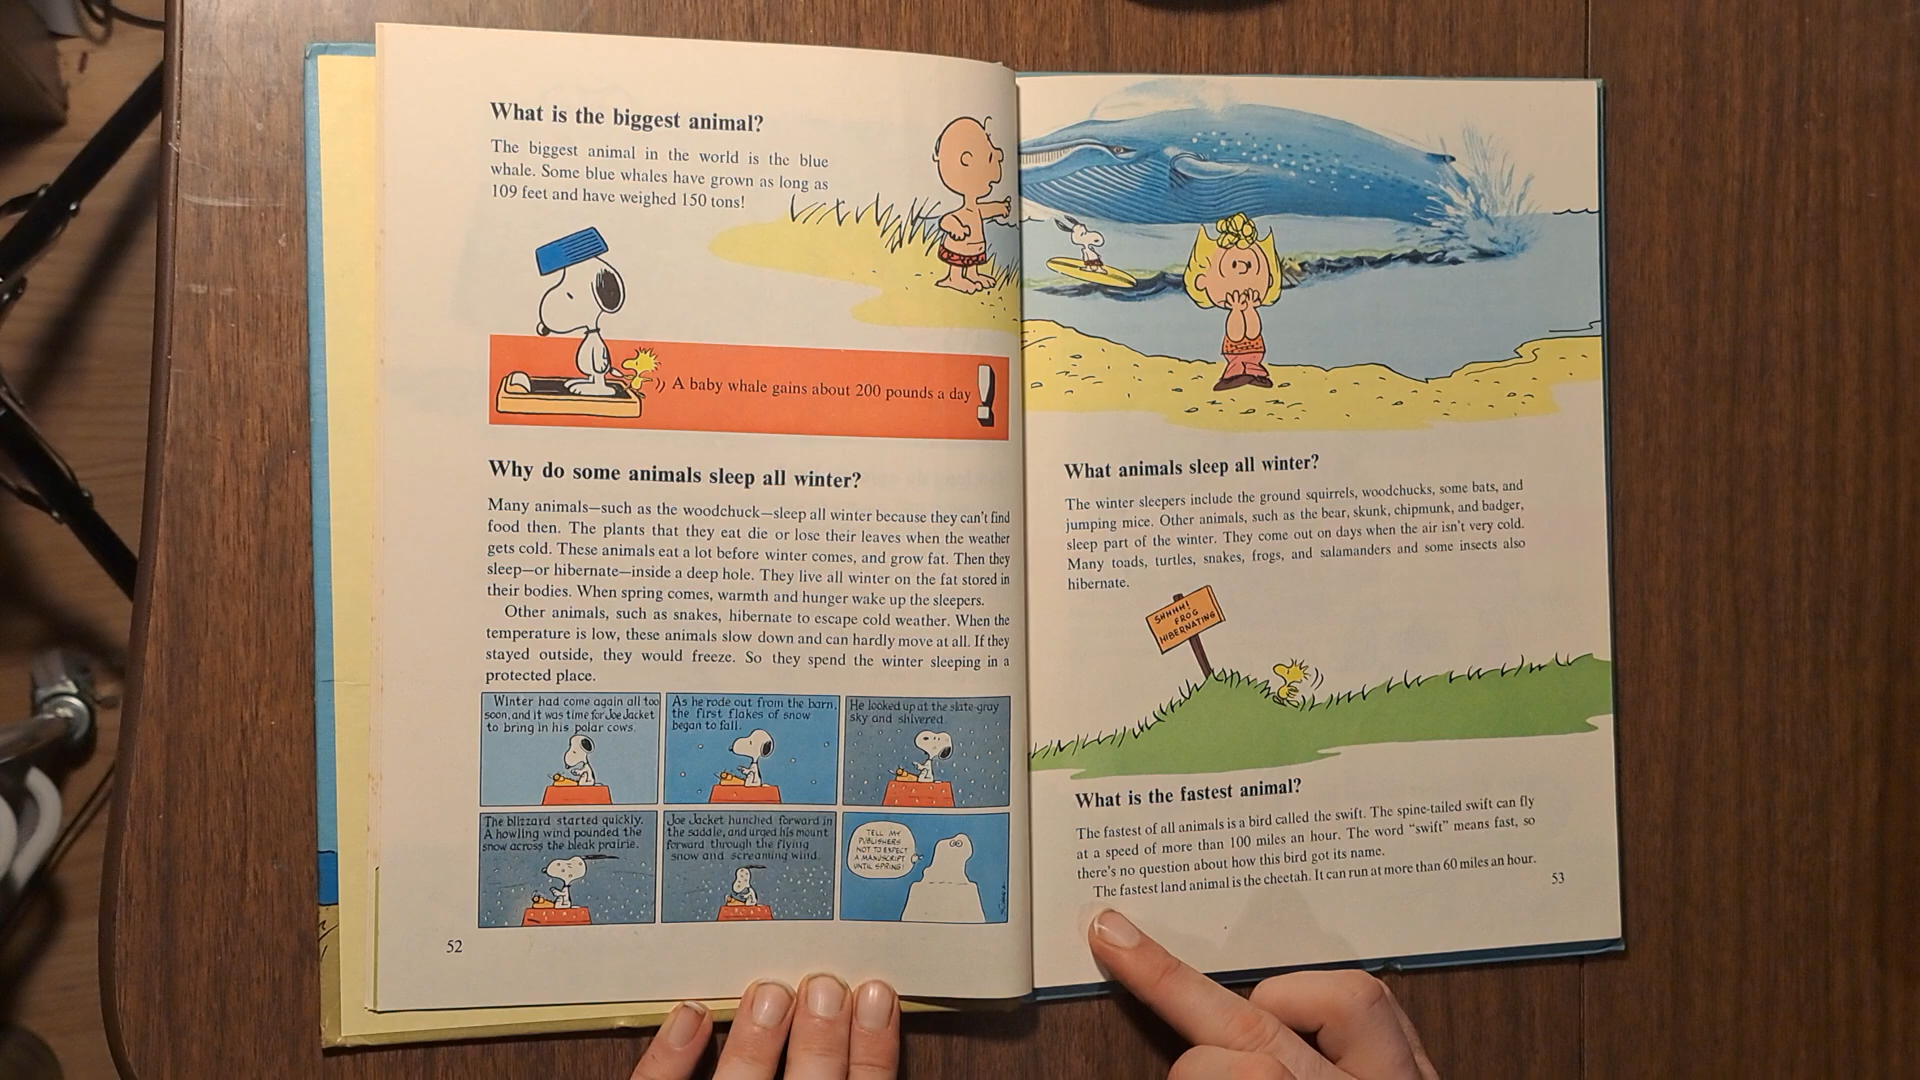 What is the biggest animal?
The biggest animal in the world is the blue
whale. Some blue whales have grown as long as
109 feet and have weighed 150 tons!
A baby whale gains about 200 pounds a day !
Why do some animals sleep all winter?
Many animals—such as the woodchuck—sleep all winter because they can't find
food then. The plants that they eat die or lose their leaves when the weather
gets cold. These animals eat a lot before winter comes, and grow fat. Then they
sleep—or hibernate—inside a deep hole. They live all winter on the fat stored in
their bodies. When spring comes, warmth and hunger wake up the sleepers.
Other animals, such as snakes, hibernate to escape cold weather. When the
temperature is low, these animals slow down and can hardly move at all. If they
stayed outside, they would freeze. So they spend the winter sleeping in a
protected place.
Winter had come again all too
soon, and it was time for Joe Jacket
to bring in his polar cows.
As he rode out from the barn,
the first flakes of snow
began to fall.
He looked up at the slate-gray
sky and shivered.
The blizzard started quickly.
A howling wind pounded the
snow across the bleak prairie.
Joe Jacket hunched forward in
the saddle, and urged his mount
forward through the flying
snow and screaming wind.
TELL MY
PUBLISHERS
NOT TO EXPECT
A MANUSCRIPT
UNTIL SPRING!
52
What animals sleep all winter?
The winter sleepers include the ground squirrels, woodchucks, some bats, and
jumping mice. Other animals, such as the bear, skunk, chipmunk, and badger,
sleep part of the winter. They come out on days when the air isn't very cold.
Many toads, turtles, snakes, frogs, and salamanders and some insects also
hibernate.
SHHHH!
FROG
HIBERNATING
What is the fastest animal?
The fastest of all animals is a bird called the swift. The spine-tailed swift can fly
at a speed of more than 100 miles an hour. The word “swift” means fast, so
there's no question about how this bird got its name.
The fastest land animal is the cheetah. It can run at more than 60 miles an hour.
53